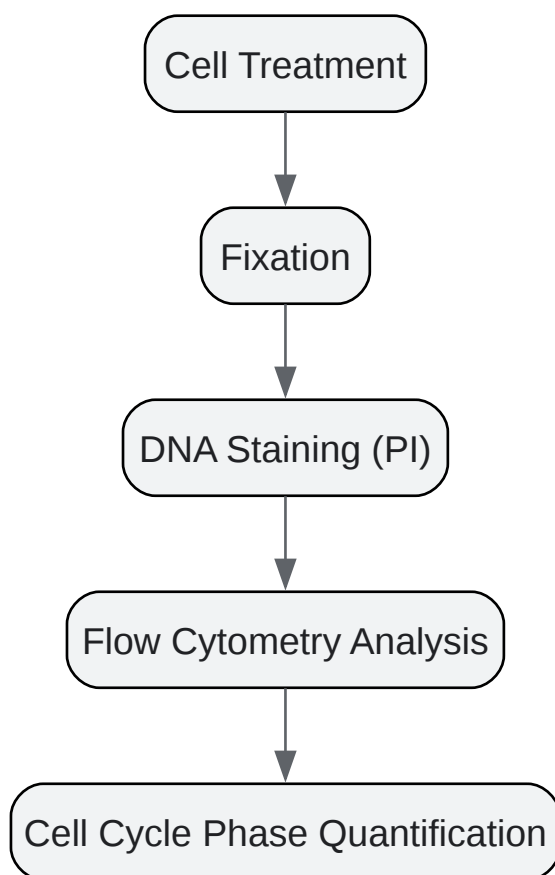 Cell Treatment
Fixation
DNA Staining (PI)
Flow Cytometry Analysis
Cell Cycle Phase Quantification